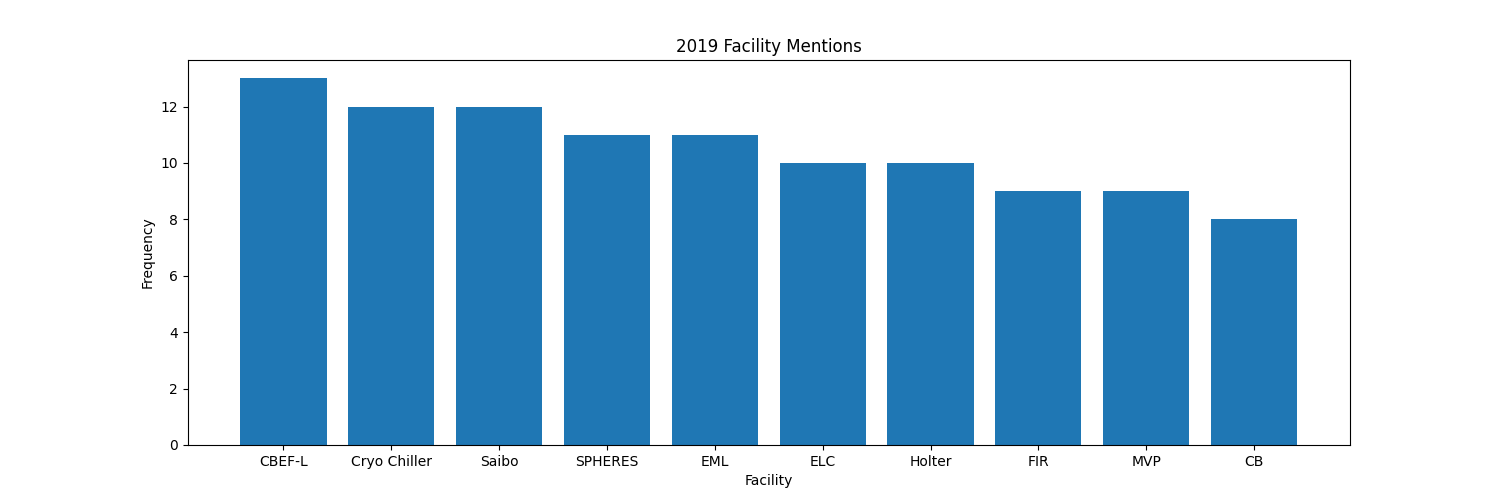 2019 Facility Mentions
Frequency
12
10
8
6
4
2
0
CBEF-L Cryo Chiller Saibo SPHERES EML ELC Holter FIR MVP CB
Facility